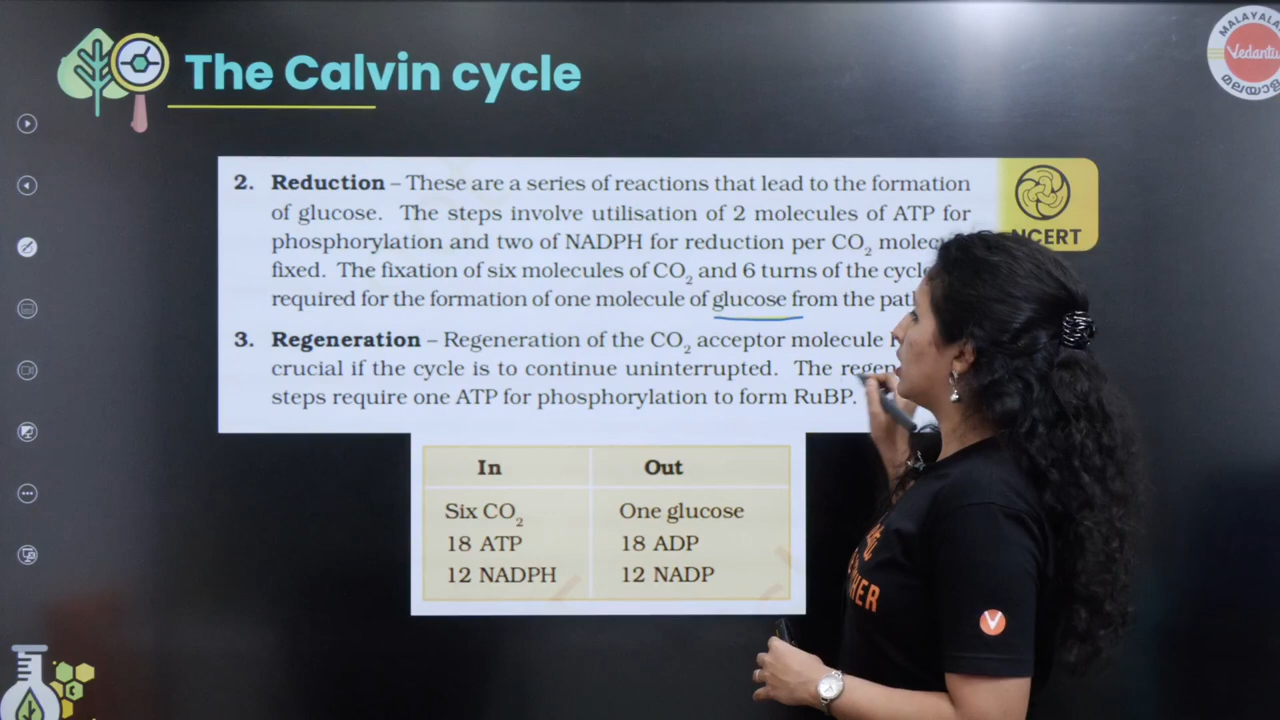 The Calvin cycle
MALAYALAM
Vedantu
മലയാളം
2. Reduction – These are a series of reactions that lead to the formation
of glucose. The steps involve utilisation of 2 molecules of ATP for
phosphorylation and two of NADPH for reduction per CO₂
fixed. The fixation of six molecules of CO₂ and 6 turns of the cycle
required for the formation of one molecule of glucose from the
NCERT
3. Regeneration – Regeneration of the CO₂ acceptor molecule
crucial if the cycle is to continue uninterrupted. The
steps require one ATP for phosphorylation to form RuBP.
In Out
Six CO₂ One glucose
18 ATP 18 ADP
12 NADPH 12 NADP
V